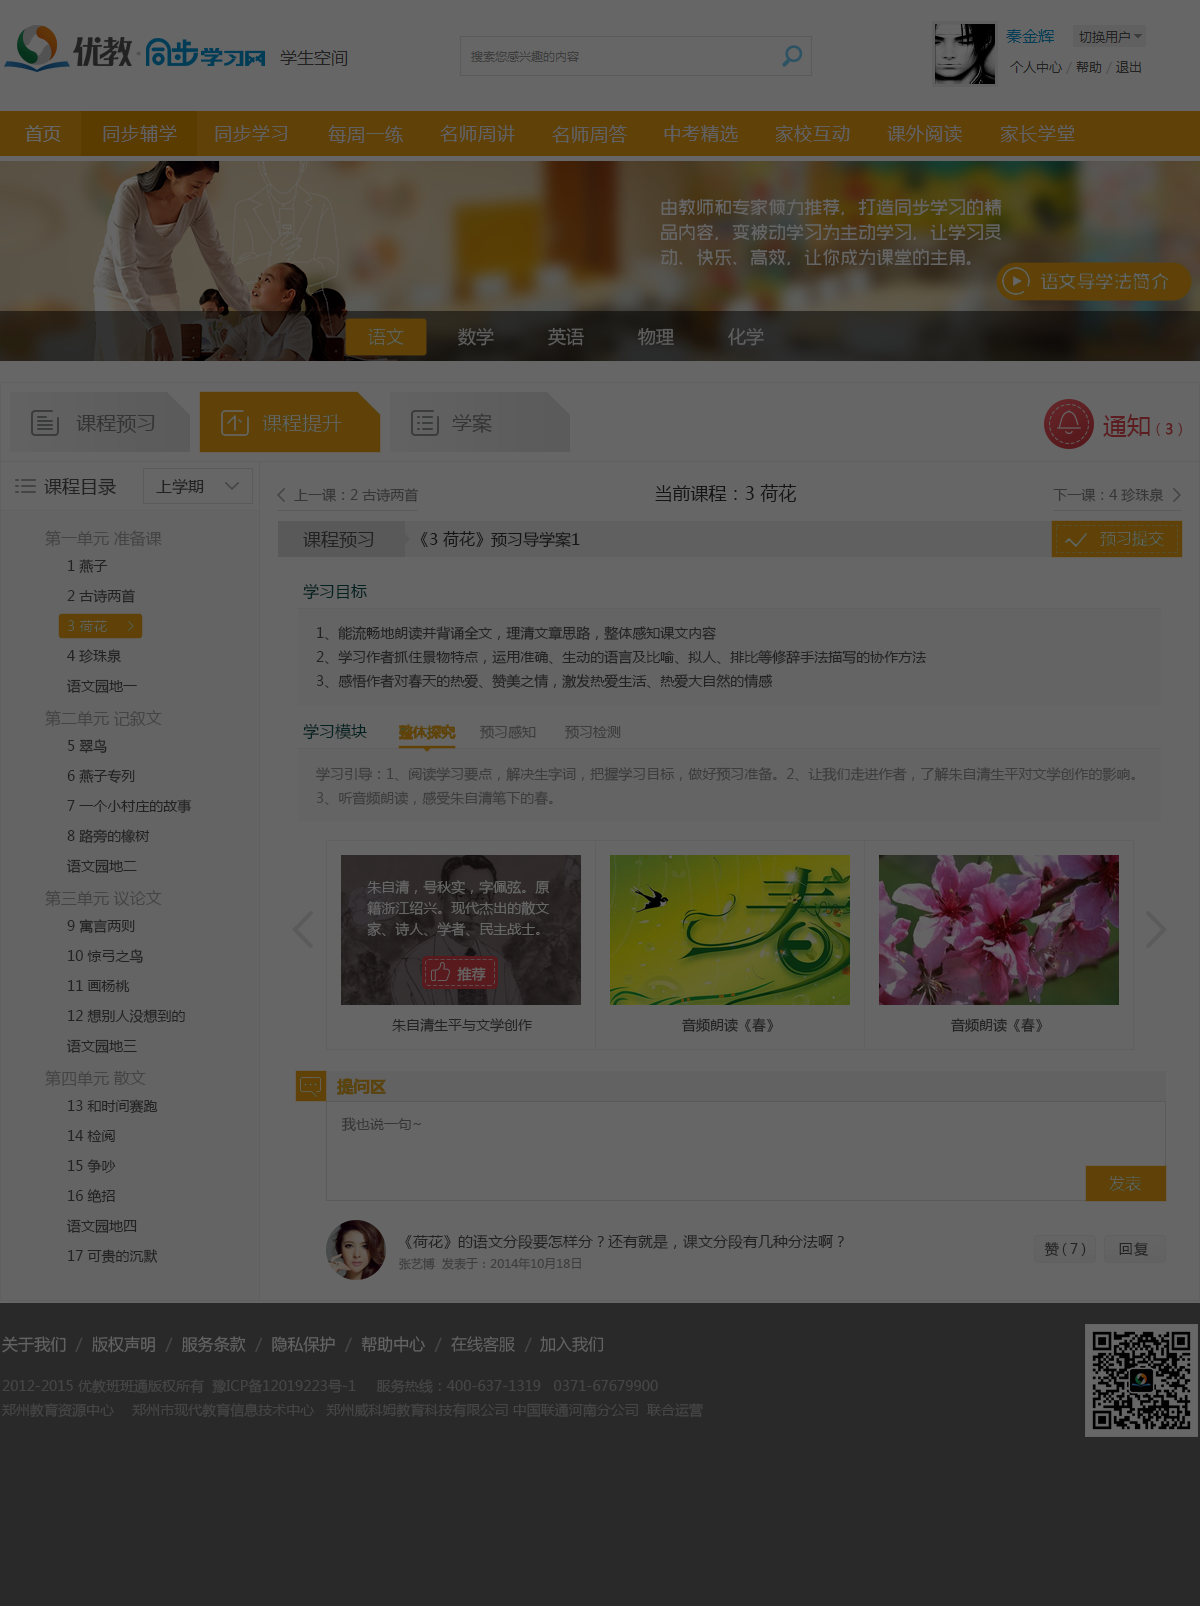 优教·同步学习网 学生空间
搜索您感兴趣的内容
秦金辉 切换用户
个人中心 / 帮助 / 退出
首页 同步辅学 同步学习 每周一练 名师周讲 名师周答 中考精选 家校互动 课外阅读 家长学堂
由教师和专家倾力推荐，打造同步学习的精
品内容，变被动学习为主动学习，让学习灵
动、快乐、高效，让你成为课堂的主角。
语文导学法简介
语文 数学 英语 物理 化学
课程预习 课程提升 学案 通知（3）
课程目录 上学期
第一单元 准备课
1 燕子
2 古诗两首
3 荷花
4 珍珠泉
语文园地一
第二单元 记叙文
5 翠鸟
6 燕子专列
7 一个小村庄的故事
8 路旁的橡树
语文园地二
第三单元 议论文
9 寓言两则
10 惊弓之鸟
11 画杨桃
12 想别人没想到的
语文园地三
第四单元 散文
13 和时间赛跑
14 检阅
15 争吵
16 绝招
语文园地四
17 可贵的沉默
上一课：2 古诗两首 当前课程：3 荷花 下一课：4 珍珠泉
课程预习 《3 荷花》预习导学案1 预习提交
学习目标
1、能流畅地朗读并背诵全文，理清文章思路，整体感知课文内容
2、学习作者抓住景物特点，运用准确、生动的语言及比喻、拟人、排比等修辞手法描写的协作方法
3、感悟作者对春天的热爱、赞美之情，激发热爱生活、热爱大自然的情感
学习模块 整体探究 预习感知 预习检测
学习引导：1、阅读学习要点，解决生字词，把握学习目标，做好预习准备。2、让我们走进作者，了解朱自清生平对文学创作的影响。
3、听音频朗读，感受朱自清笔下的春。
朱自清，号秋实，字佩弦。原
籍浙江绍兴。现代杰出的散文
家、诗人、学者、民主战士。
推荐
春
朱自清生平与文学创作 音频朗读《春》 音频朗读《春》
提问区
我也说一句~
发表
《荷花》的语文分段要怎样分？还有就是，课文分段有几种分法啊？
张艺博 发表于：2014年10月18日
赞(7) 回复
关于我们 / 版权声明 / 服务条款 / 隐私保护 / 帮助中心 / 在线客服 / 加入我们
2012-2015 优教班班通版权所有 豫ICP备12019223号-1 服务热线：400-637-1319 0371-67679900
郑州教育资源中心 郑州市现代教育信息技术中心 郑州威科姆教育科技有限公司 中国联通河南分公司 联合运营